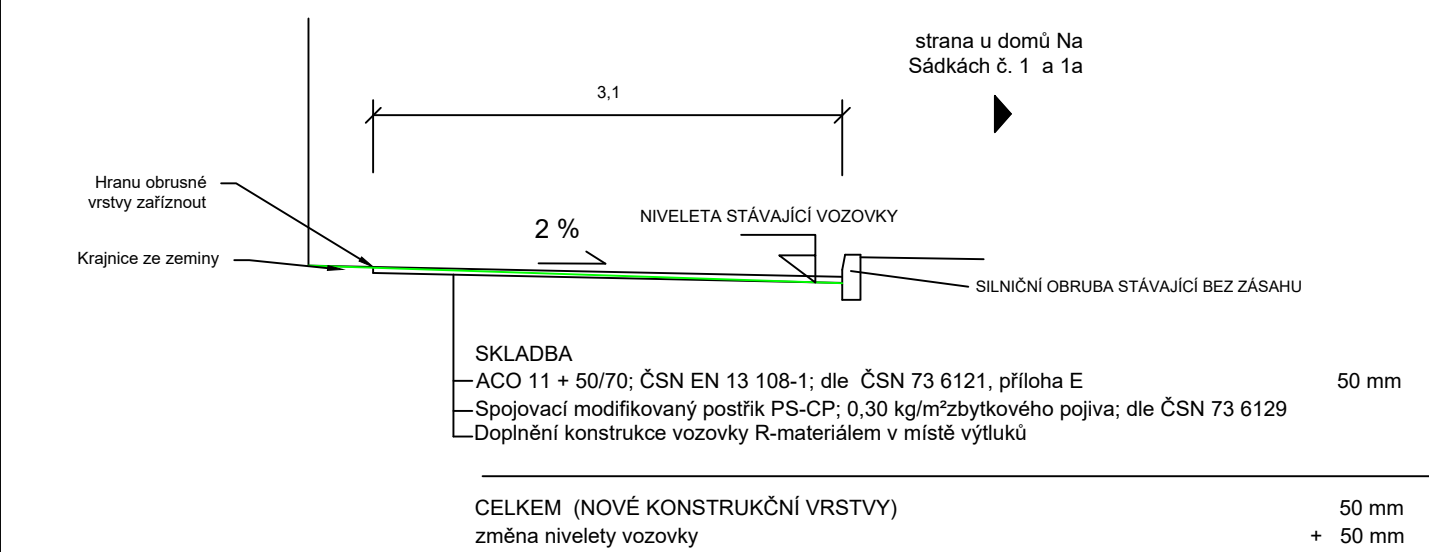 strana u domů Na
Sádkách č. 1 a 1a
3,1
Hranu obrusné
vrstvy zaříznout
2 %
NIVELETA STÁVAJÍCÍ VOZOVKY
Krajnice ze zeminy
SILNIČNÍ OBRUBA STÁVAJÍCÍ BEZ ZÁSAHU
SKLADBA
ACO 11 + 50/70; ČSN EN 13 108-1; dle ČSN 73 6121, příloha E 50 mm
Spojovací modifikovaný postřik PS-CP; 0,30 kg/m²zbytkového pojiva; dle ČSN 73 6129
Doplnění konstrukce vozovky R-materiálem v místě výtluků
CELKEM (NOVÉ KONSTRUKČNÍ VRSTVY) 50 mm
změna nivelety vozovky + 50 mm